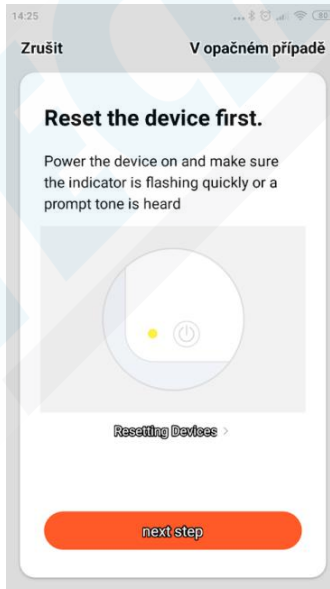 14:25
80
Zrušit
V opačném případě
Reset the device first.
Power the device on and make sure
the indicator is flashing quickly or a
prompt tone is heard
Resetting Devices >
next step